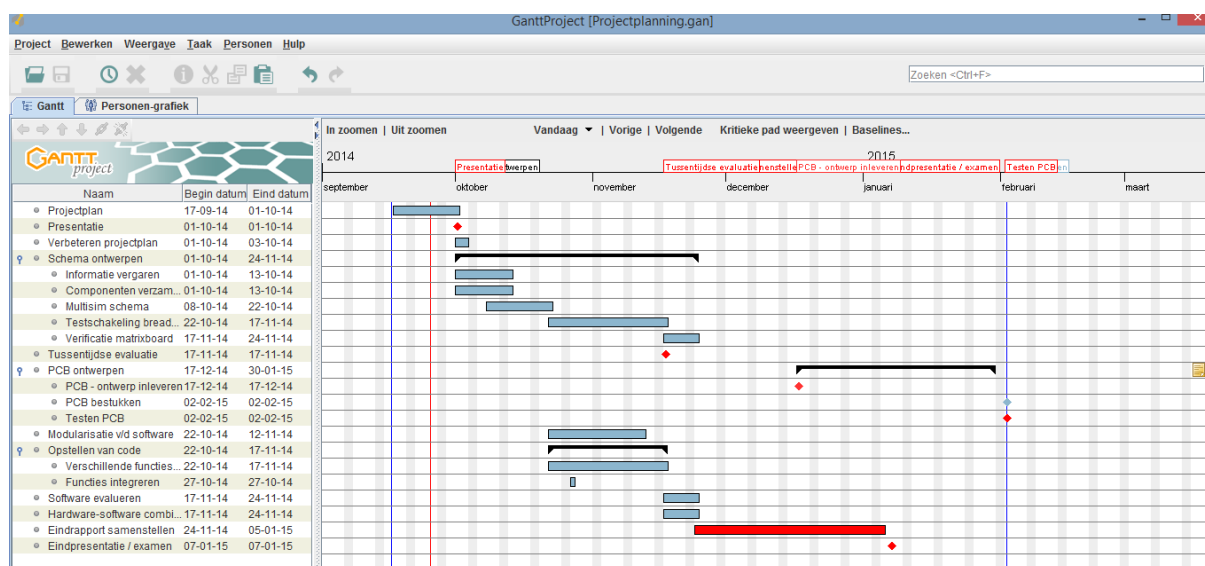 GanttProject [Projectplanning.gan]
Project Bewerken Weergave Taak Personen Hulp
Zoeken <Ctrl+F>
Gantt Personen-grafiek
In zoomen | Uit zoomen Vandaag | Vorige | Volgende Kritieke pad weergeven | Baselines...
GANTT project
2014 2015
Presentatie twerpen Tussentijdse evaluatie enstelle PCB - ontwerp inleveren ndpresentatie / examen Testen PCB en
Naam Begin datum Eind datum september oktober november december januari februari maart
Projectplan 17-09-14 01-10-14
Presentatie 01-10-14 01-10-14
Verbeteren projectplan 01-10-14 03-10-14
Schema ontwerpen 01-10-14 24-11-14
Informatie vergaren 01-10-14 13-10-14
Componenten verzam... 01-10-14 13-10-14
Multisim schema 08-10-14 22-10-14
Testschakeling bread... 22-10-14 17-11-14
Verificatie matrixboard 17-11-14 24-11-14
Tussentijdse evaluatie 17-11-14 17-11-14
PCB ontwerpen 17-12-14 30-01-15
PCB - ontwerp inleveren 17-12-14 17-12-14
PCB bestukken 02-02-15 02-02-15
Testen PCB 02-02-15 02-02-15
Modularisatie v/d software 22-10-14 12-11-14
Opstellen van code 22-10-14 17-11-14
Verschillende functies... 22-10-14 17-11-14
Functies integreren 27-10-14 27-10-14
Software evalueren 17-11-14 24-11-14
Hardware-software combi... 17-11-14 24-11-14
Eindrapport samenstellen 24-11-14 05-01-15
Eindpresentatie / examen 07-01-15 07-01-15